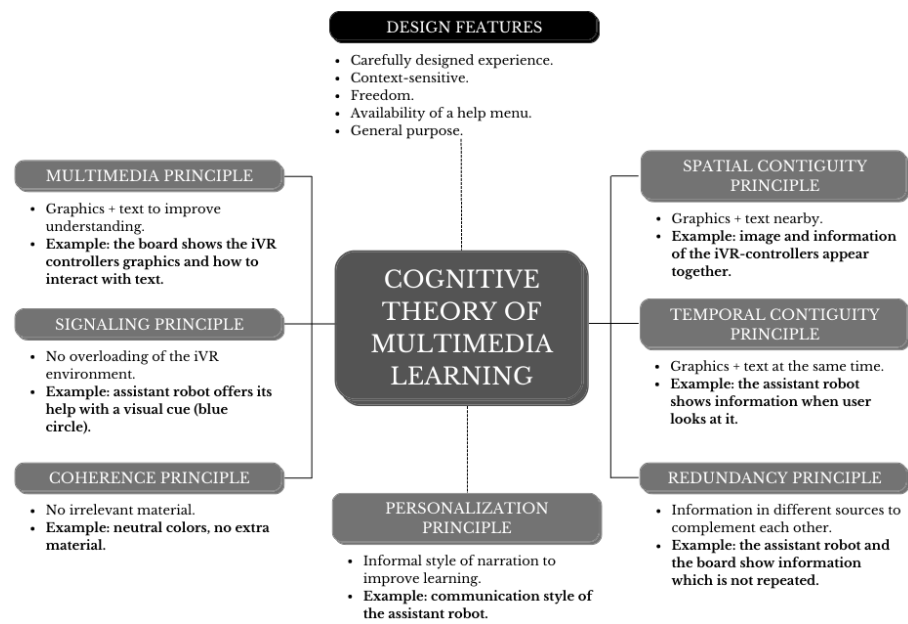 DESIGN FEATURES
• Carefully designed experience.
• Context-sensitive.
• Freedom.
• Availability of a help menu.
• General purpose.
MULTIMEDIA PRINCIPLE
• Graphics + text to improve
understanding.
• Example: the board shows the iVR
controllers graphics and how to
interact with text.
SIGNALING PRINCIPLE
• No overloading of the iVR
environment.
• Example: assistant robot offers its
help with a visual cue (blue
circle).
COHERENCE PRINCIPLE
• No irrelevant material.
• Example: neutral colors, no extra
material.
COGNITIVE
THEORY OF
MULTIMEDIA
LEARNING
PERSONALIZATION
PRINCIPLE
• Informal style of narration to
improve learning.
• Example: communication style of
the assistant robot.
SPATIAL CONTIGUITY
PRINCIPLE
• Graphics + text nearby.
• Example: image and information
of the iVR-controllers appear
together.
TEMPORAL CONTIGUITY
PRINCIPLE
• Graphics + text at the same time.
• Example: the assistant robot
shows information when user
looks at it.
REDUNDANCY PRINCIPLE
• Information in different sources to
complement each other.
• Example: the assistant robot and
the board show information
which is not repeated.